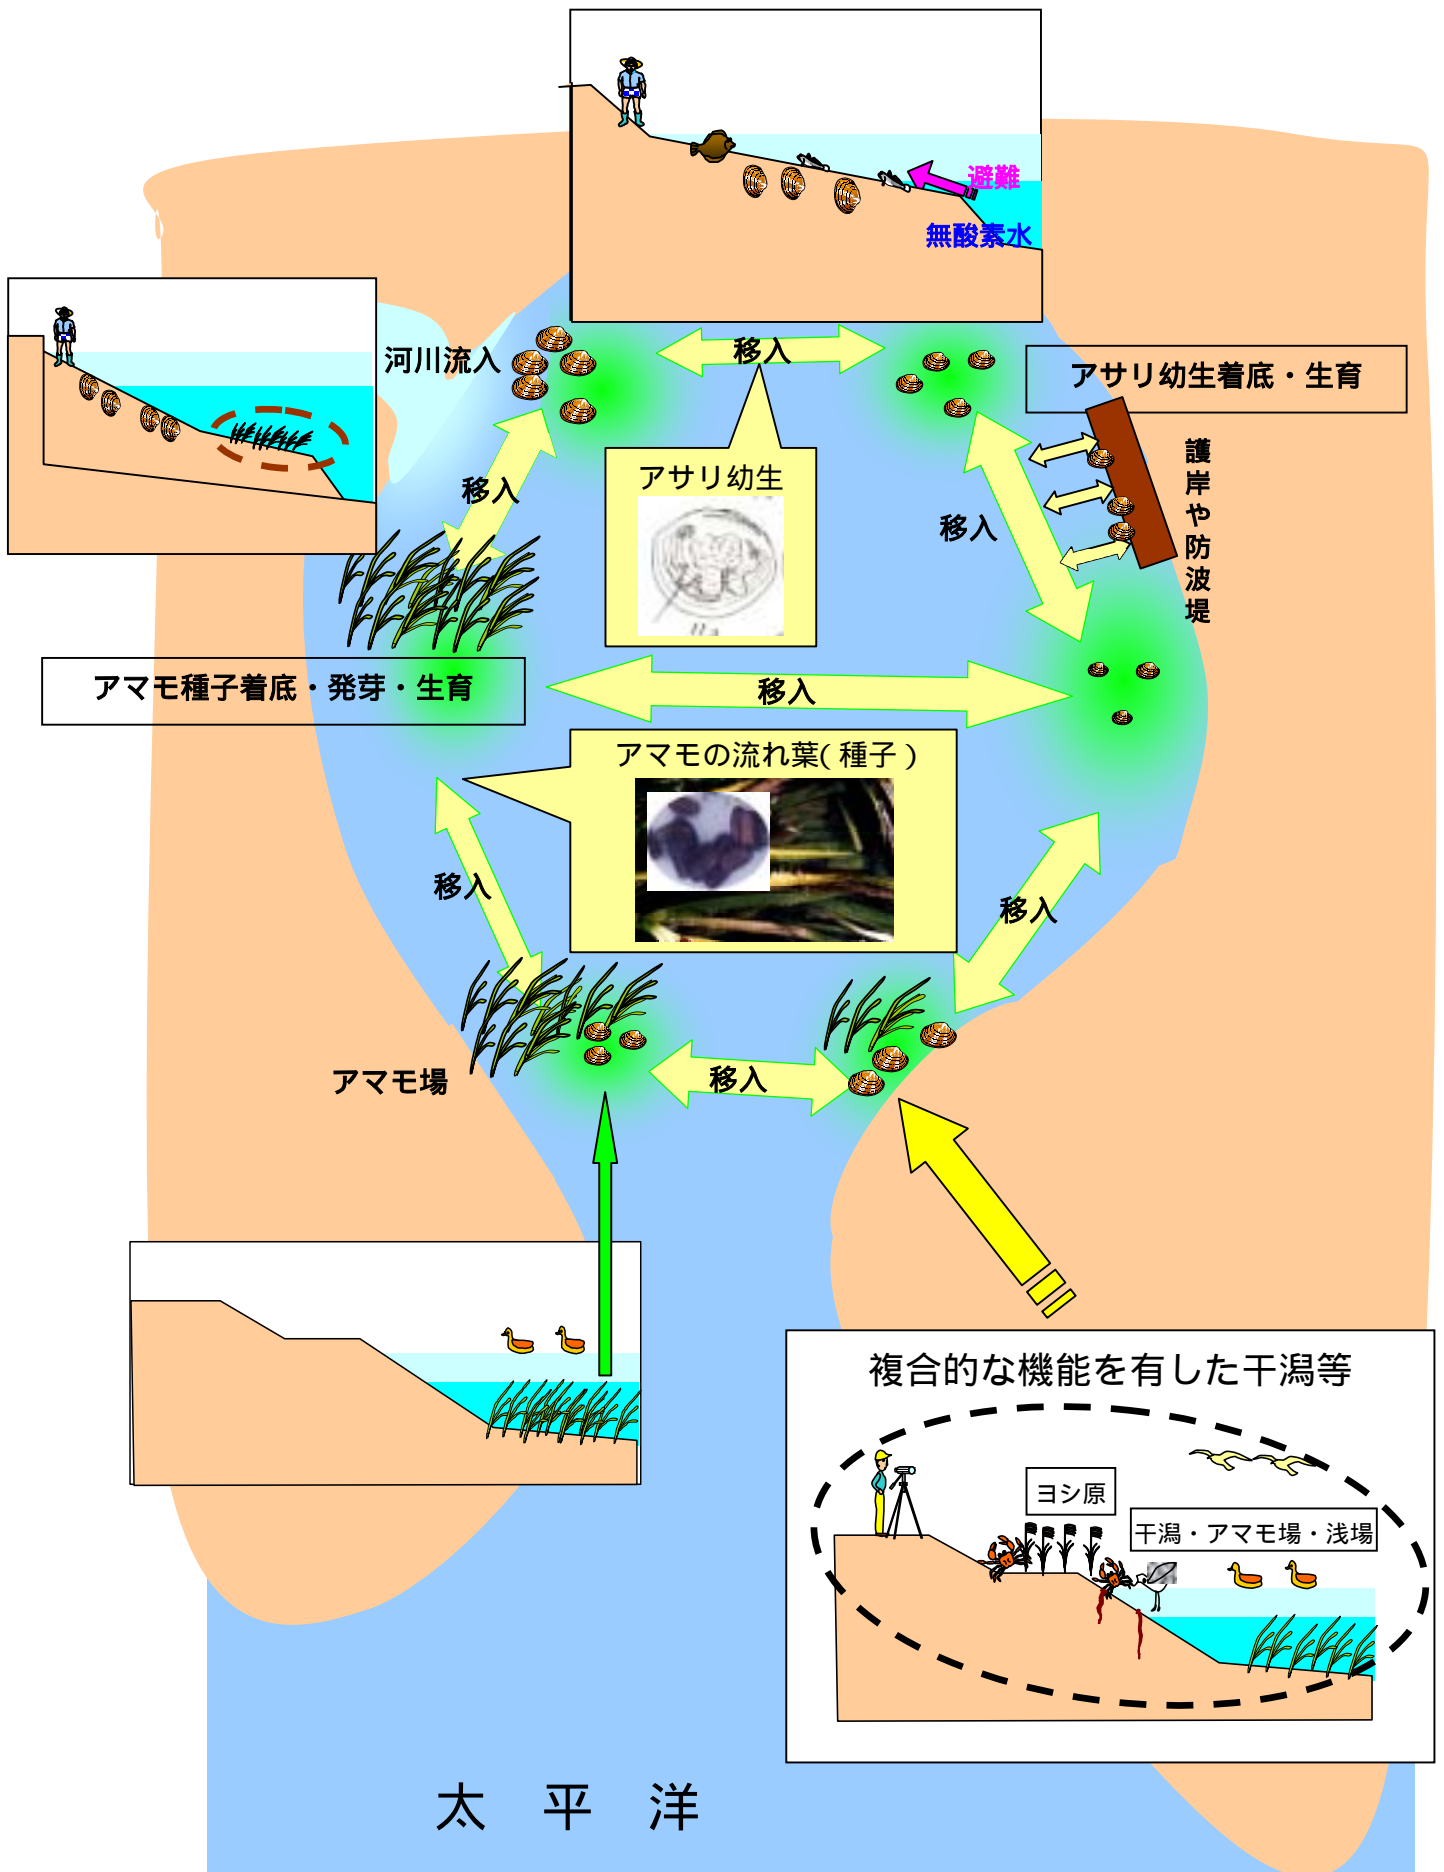 避難
無酸素水
河川流入
移入
アサリ幼生着底・生育
アサリ幼生
移入
移入
護岸や防波堤
アマモ種子着底・発芽・生育
移入
アマモの流れ葉(種子)
移入
移入
アマモ場
移入
複合的な機能を有した干潟等
ヨシ原
干潟・アマモ場・浅場
太 平 洋